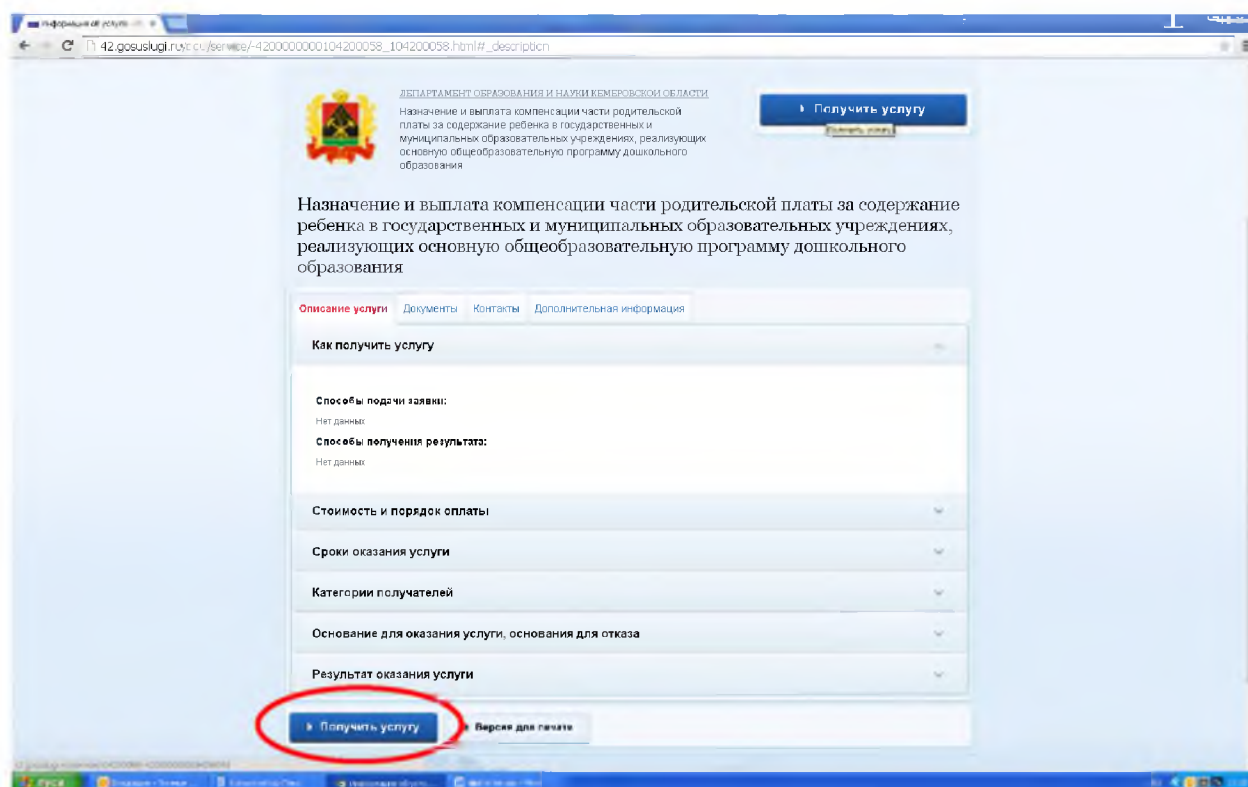 42.gosuslugi.ru
ДЕПАРТАМЕНТ ОБРАЗОВАНИЯ И НАУКИ КЕМЕРОВСКОЙ ОБЛАСТИ
Назначение и выплата компенсации части родительской
платы за содержание ребенка в государственных и
муниципальных образовательных учреждениях, реализующих
основную общеобразовательную программу дошкольного
образования
Получить услугу
Получить услугу
Назначение и выплата компенсации части родительской платы за содержание
ребенка в государственных и муниципальных образовательных учреждениях,
реализующих основную общеобразовательную программу дошкольного
образования
Описание услуги Документы Контакты Дополнительная информация
Как получить услугу
Способы подачи заявки:
Нет данных
Способы получения результата:
Нет данных
Стоимость и порядок оплаты
Сроки оказания услуги
Категории получателей
Основание для оказания услуги, основания для отказа
Результат оказания услуги
Получить услугу Версия для печати